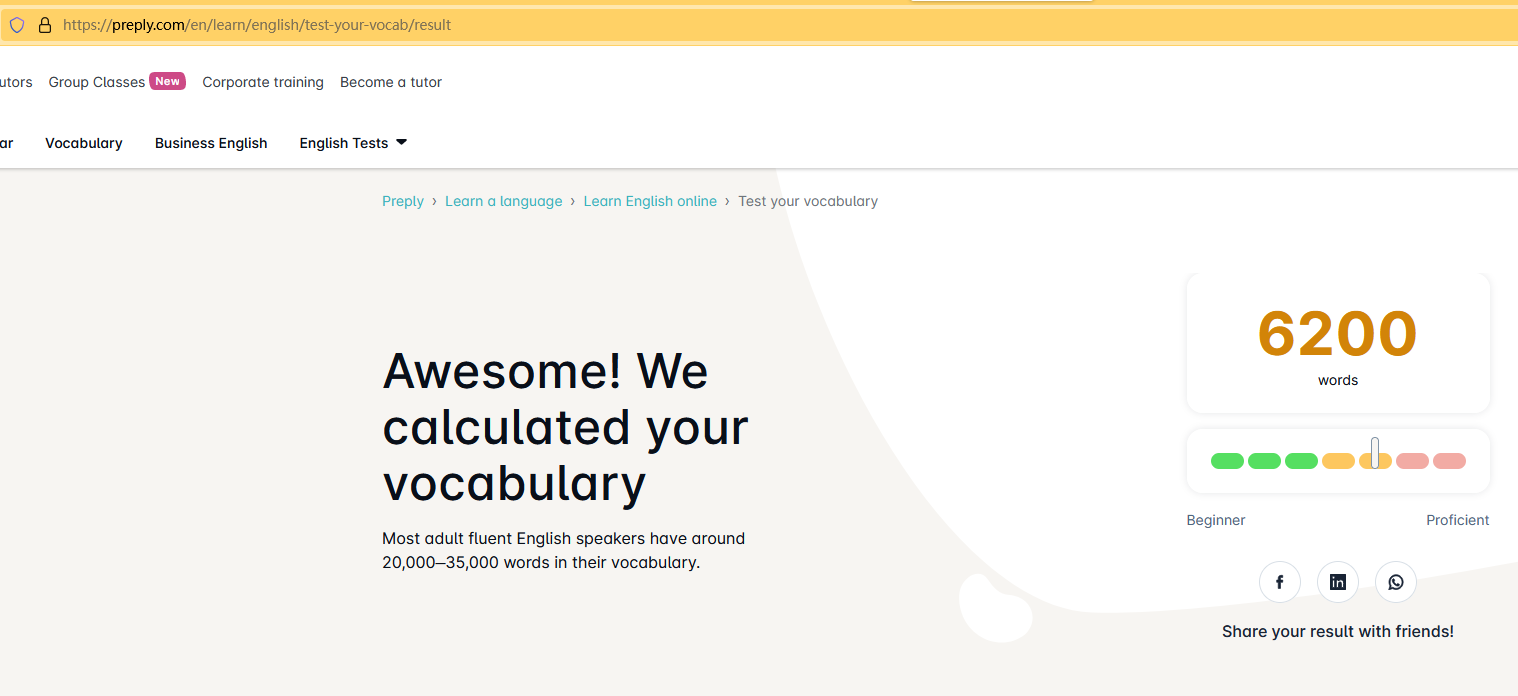 https://preply.com/en/learn/english/test-your-vocab/result
utors Group Classes New Corporate training Become a tutor
ar Vocabulary Business English English Tests
Preply › Learn a language › Learn English online › Test your vocabulary
6200
words
Awesome! We
calculated your
vocabulary
Beginner Proficient
Most adult fluent English speakers have around
20,000–35,000 words in their vocabulary.
Share your result with friends!